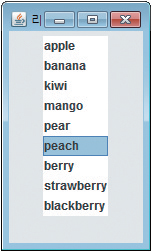 리
apple
banana
kiwi
mango
pear
peach
berry
strawberry
blackberry